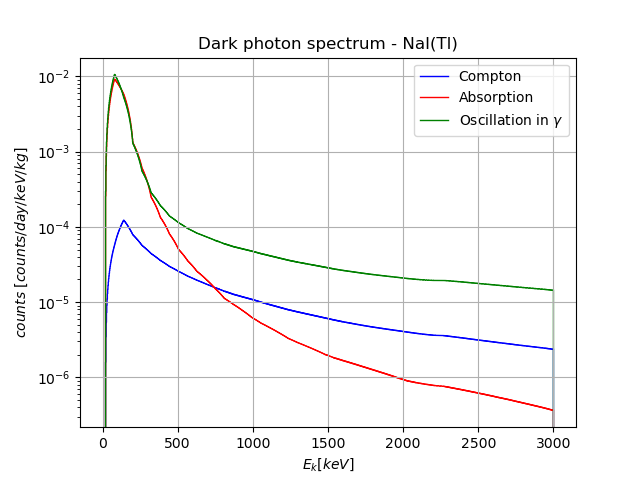 Dark photon spectrum - NaI(Tl)
Compton
Absorption
Oscillation in γ
10⁻²
10⁻³
10⁻⁴
10⁻⁵
10⁻⁶
counts [counts/day/keV/kg]
0 500 1000 1500 2000 2500 3000
Eₖ[keV]